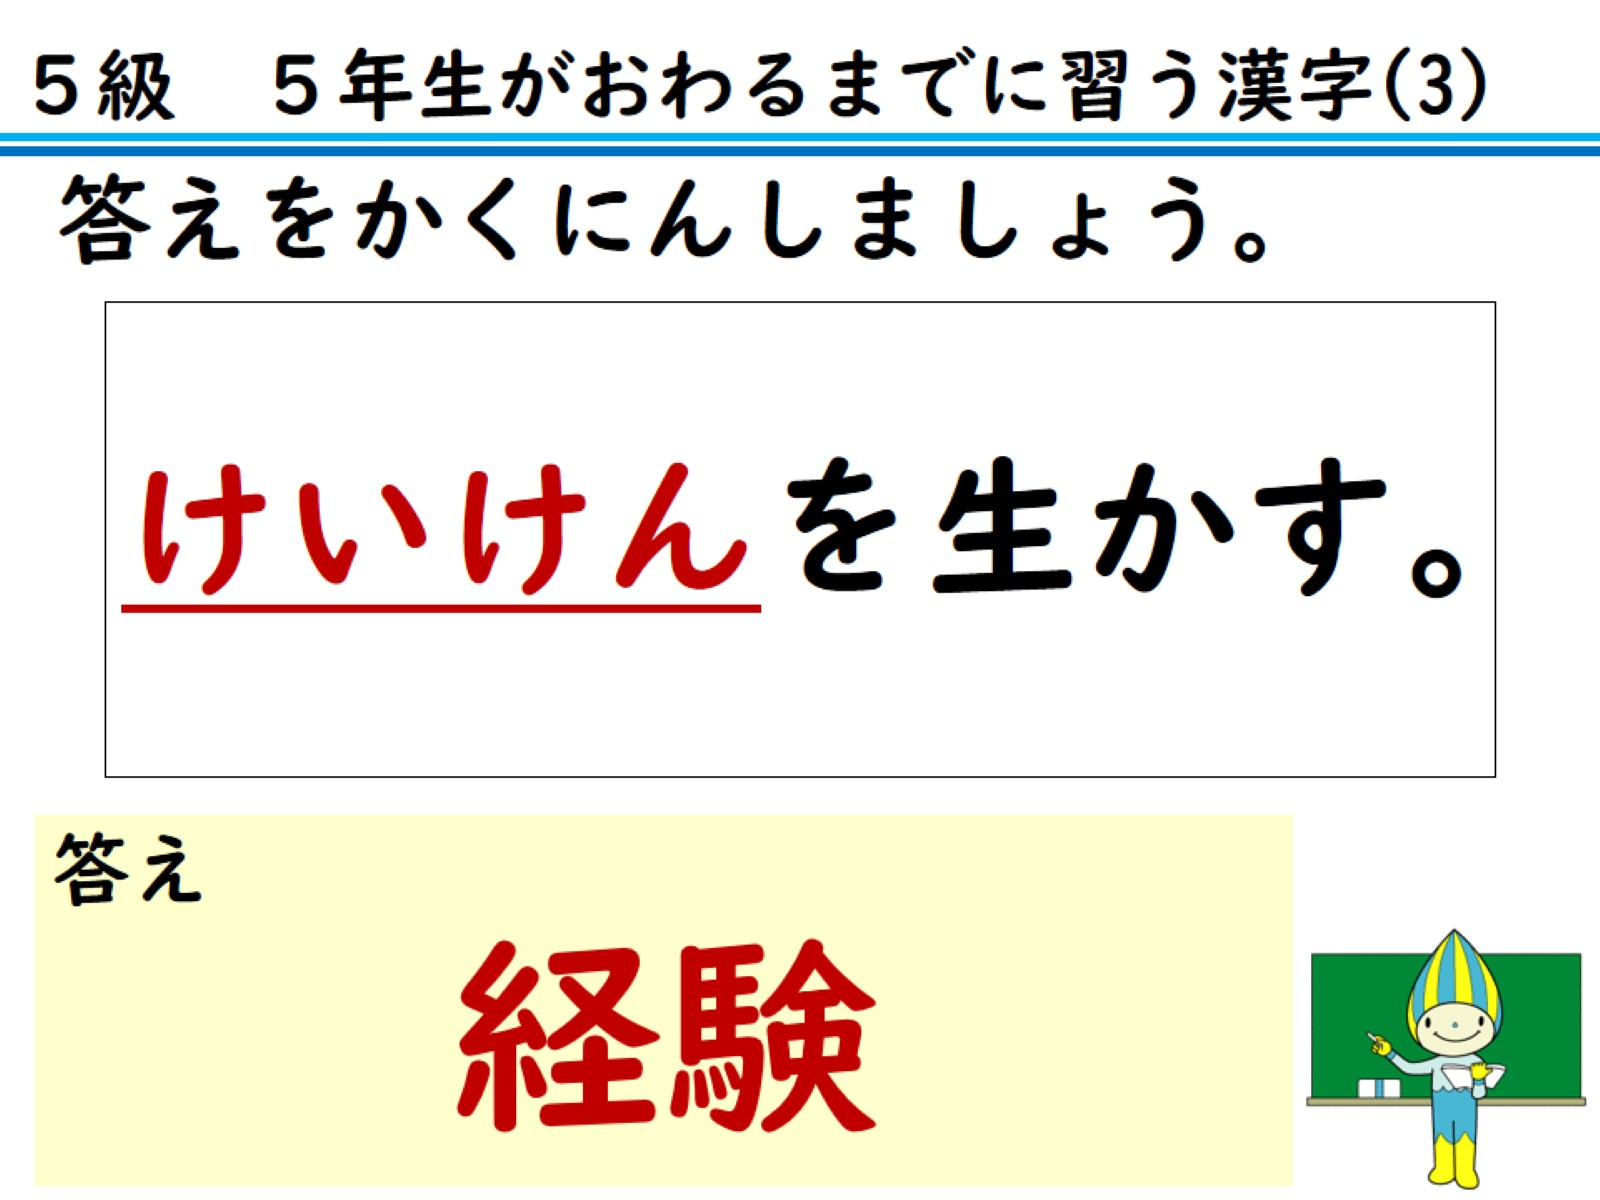 ５級　５年生がおわるまでに習う漢字(3)
答えをかくにんしましょう。
けいけんを生かす。
答え
経験